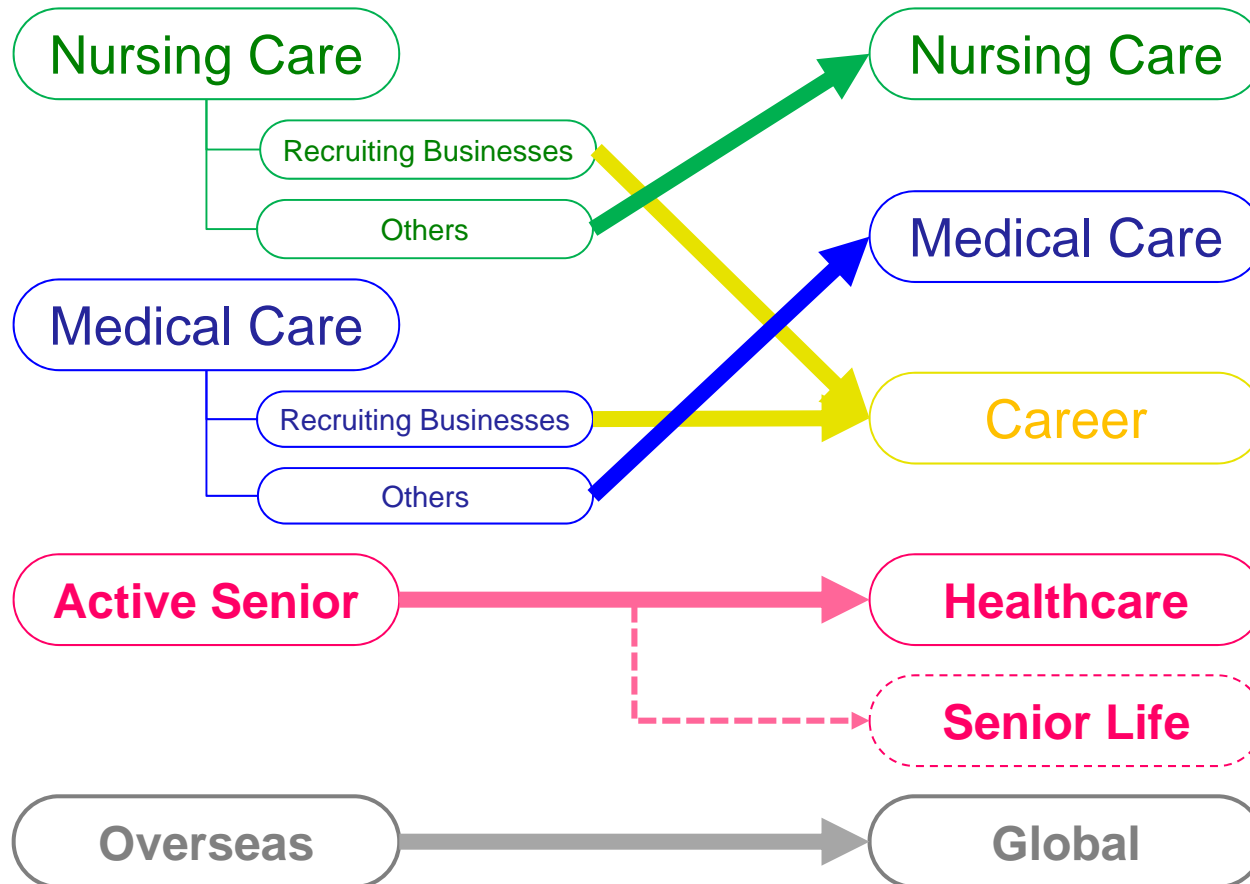 Nursing Care
Recruiting Businesses
Others
Medical Care
Recruiting Businesses
Others
Active Senior
Overseas
Nursing Care
Medical Care
Career
Healthcare
Senior Life
Global